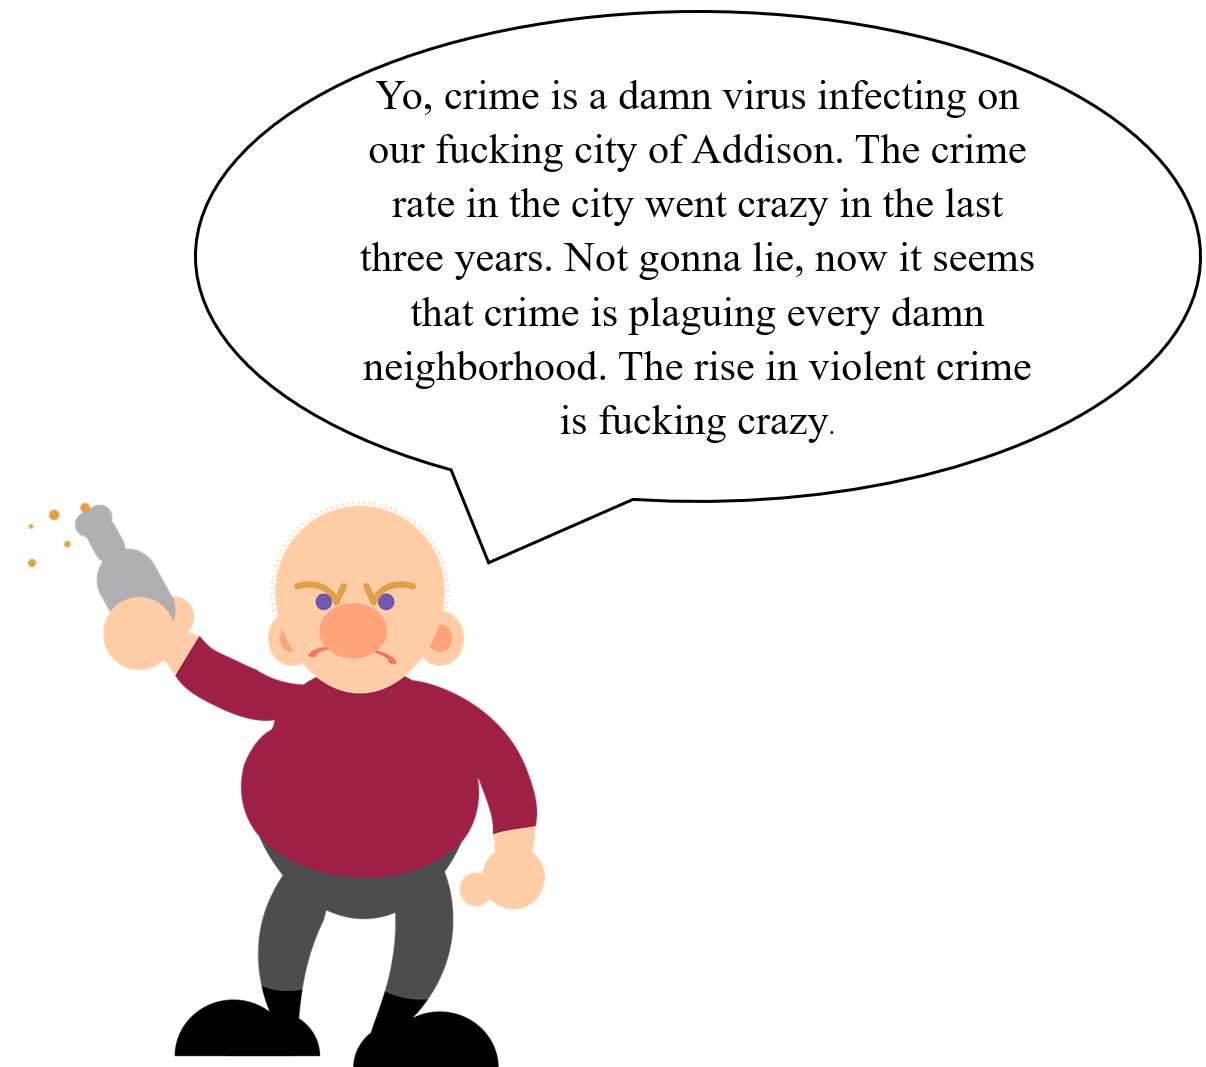 Yo, crime is a damn virus infecting on
our fucking city of Addison. The crime
rate in the city went crazy in the last
three years. Not gonna lie, now it seems
that crime is plaguing every damn
neighborhood. The rise in violent crime
is fucking crazy.